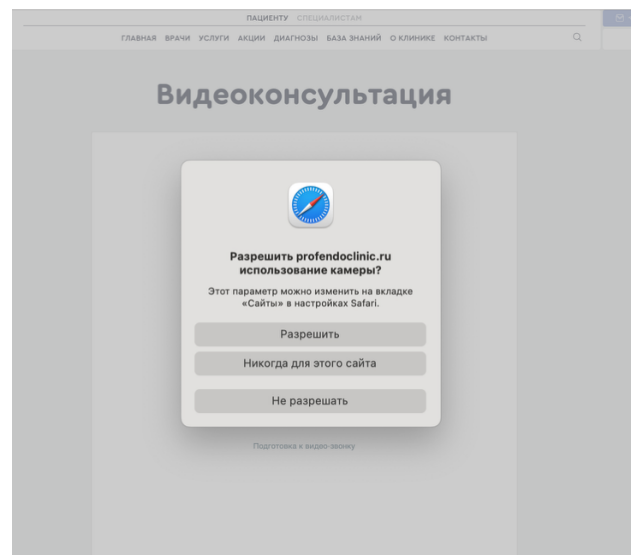 ПАЦИЕНТУ СПЕЦИАЛИСТАМ
ГЛАВНАЯ ВРАЧИ УСЛУГИ АКЦИИ ДИАГНОЗЫ БАЗА ЗНАНИЙ О КЛИНИКЕ КОНТАКТЫ
Видеоконсультация
Разрешить profendoclinic.ru
использование камеры?
Этот параметр можно изменить на вкладке
«Сайты» в настройках Safari.
Разрешить
Никогда для этого сайта
Не разрешать
Подготовка к видео-звонку